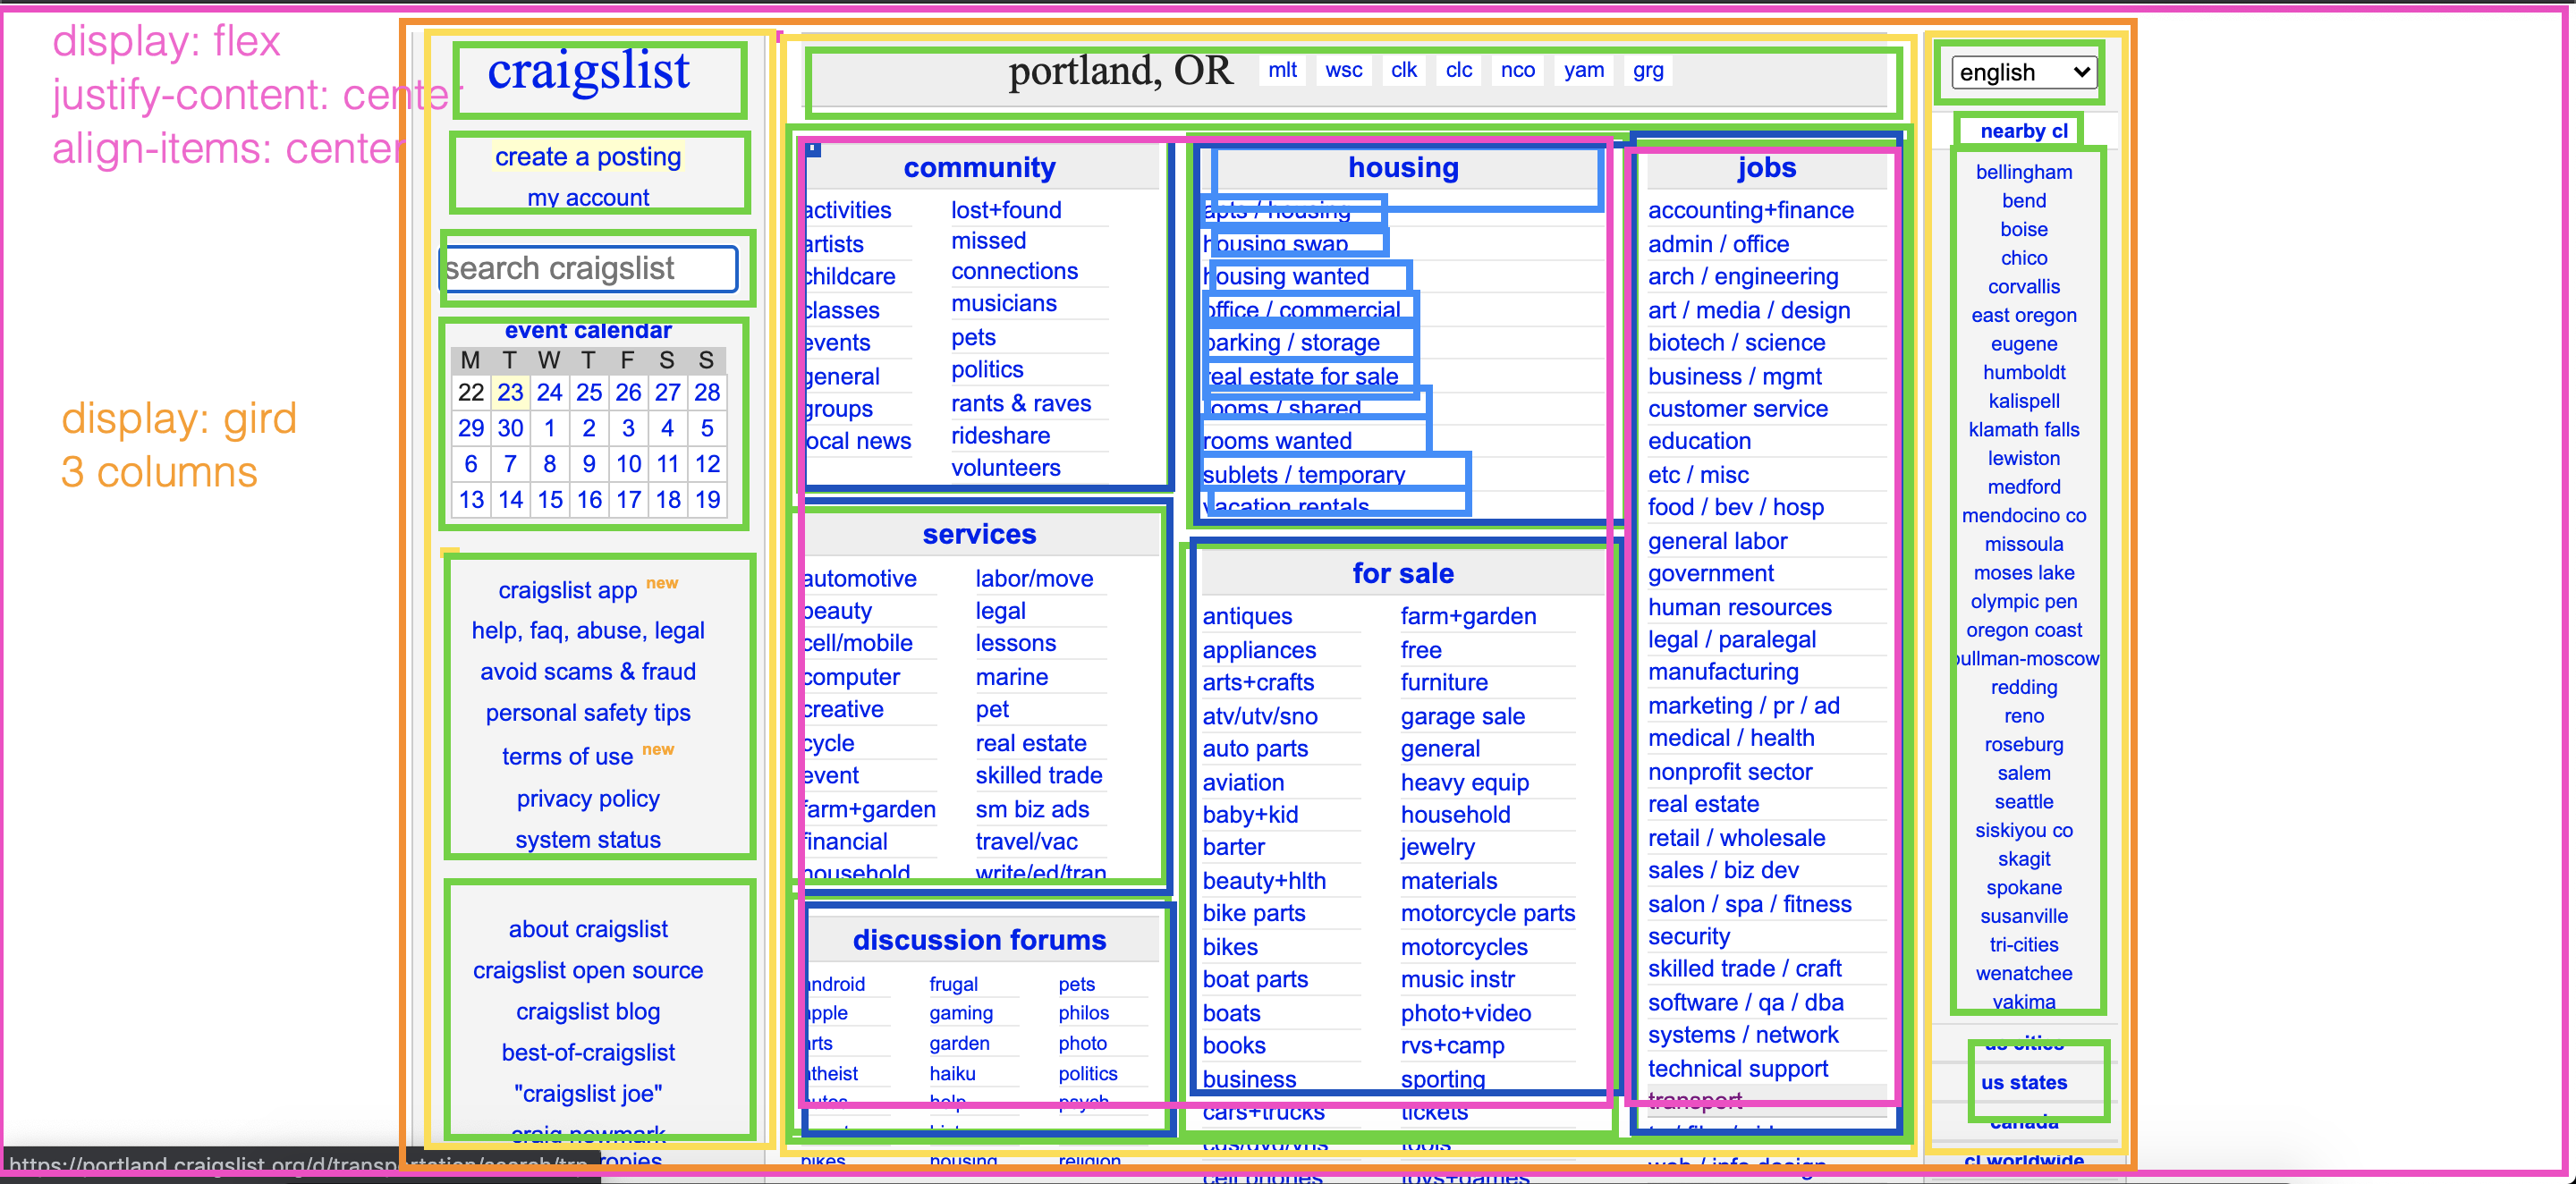 display: flex
justify-content: center
align-items: center
display: gird
3 columns
craigslist
create a posting
my account
search craigslist
event calendar
M T W T F S S
22 23 24 25 26 27 28
29 30 1 2 3 4 5
6 7 8 9 10 11 12
13 14 15 16 17 18 19
craigslist app new
help, faq, abuse, legal
avoid scams & fraud
personal safety tips
terms of use new
privacy policy
system status
about craigslist
craigslist open source
craigslist blog
best-of-craigslist
"craigslist joe"
craig newmark
https://portland.craigslist.org/d/transportation/search/trp
portland, OR mlt wsc clk clc nco yam grg
community
activities
artists
childcare
classes
events
general
groups
local news
lost+found
missed
connections
musicians
pets
politics
rants & raves
rideshare
volunteers
services
automotive
beauty
cell/mobile
computer
creative
cycle
event
farm+garden
financial
household
labor/move
legal
lessons
marine
pet
real estate
skilled trade
sm biz ads
travel/vac
write/ed/tran
discussion forums
android
apple
arts
atheist
autos
bikes
frugal
gaming
garden
haiku
help
housing
pets
philos
photo
politics
psych
religion
housing
apts / housing
housing swap
housing wanted
office / commercial
parking / storage
real estate for sale
rooms / shared
rooms wanted
sublets / temporary
vacation rentals
for sale
antiques
appliances
arts+crafts
atv/utv/sno
auto parts
aviation
baby+kid
barter
beauty+hlth
bike parts
bikes
boat parts
boats
books
business
cars+trucks
cds/dvd/vhs
cell phones
farm+garden
free
furniture
garage sale
general
heavy equip
household
jewelry
materials
motorcycle parts
motorcycles
music instr
photo+video
rvs+camp
sporting
tickets
tools
toys+games
jobs
accounting+finance
admin / office
arch / engineering
art / media / design
biotech / science
business / mgmt
customer service
education
etc / misc
food / bev / hosp
general labor
government
human resources
legal / paralegal
manufacturing
marketing / pr / ad
medical / health
nonprofit sector
real estate
retail / wholesale
sales / biz dev
salon / spa / fitness
security
skilled trade / craft
software / qa / dba
systems / network
technical support
transport
web / info design
english
nearby cl
bellingham
bend
boise
chico
corvallis
east oregon
eugene
humboldt
kalispell
klamath falls
lewiston
medford
mendocino co
missoula
moses lake
olympic pen
oregon coast
pullman-moscow
redding
reno
roseburg
salem
seattle
siskiyou co
skagit
spokane
susanville
tri-cities
wenatchee
yakima
us cities
us states
canada
cl worldwide